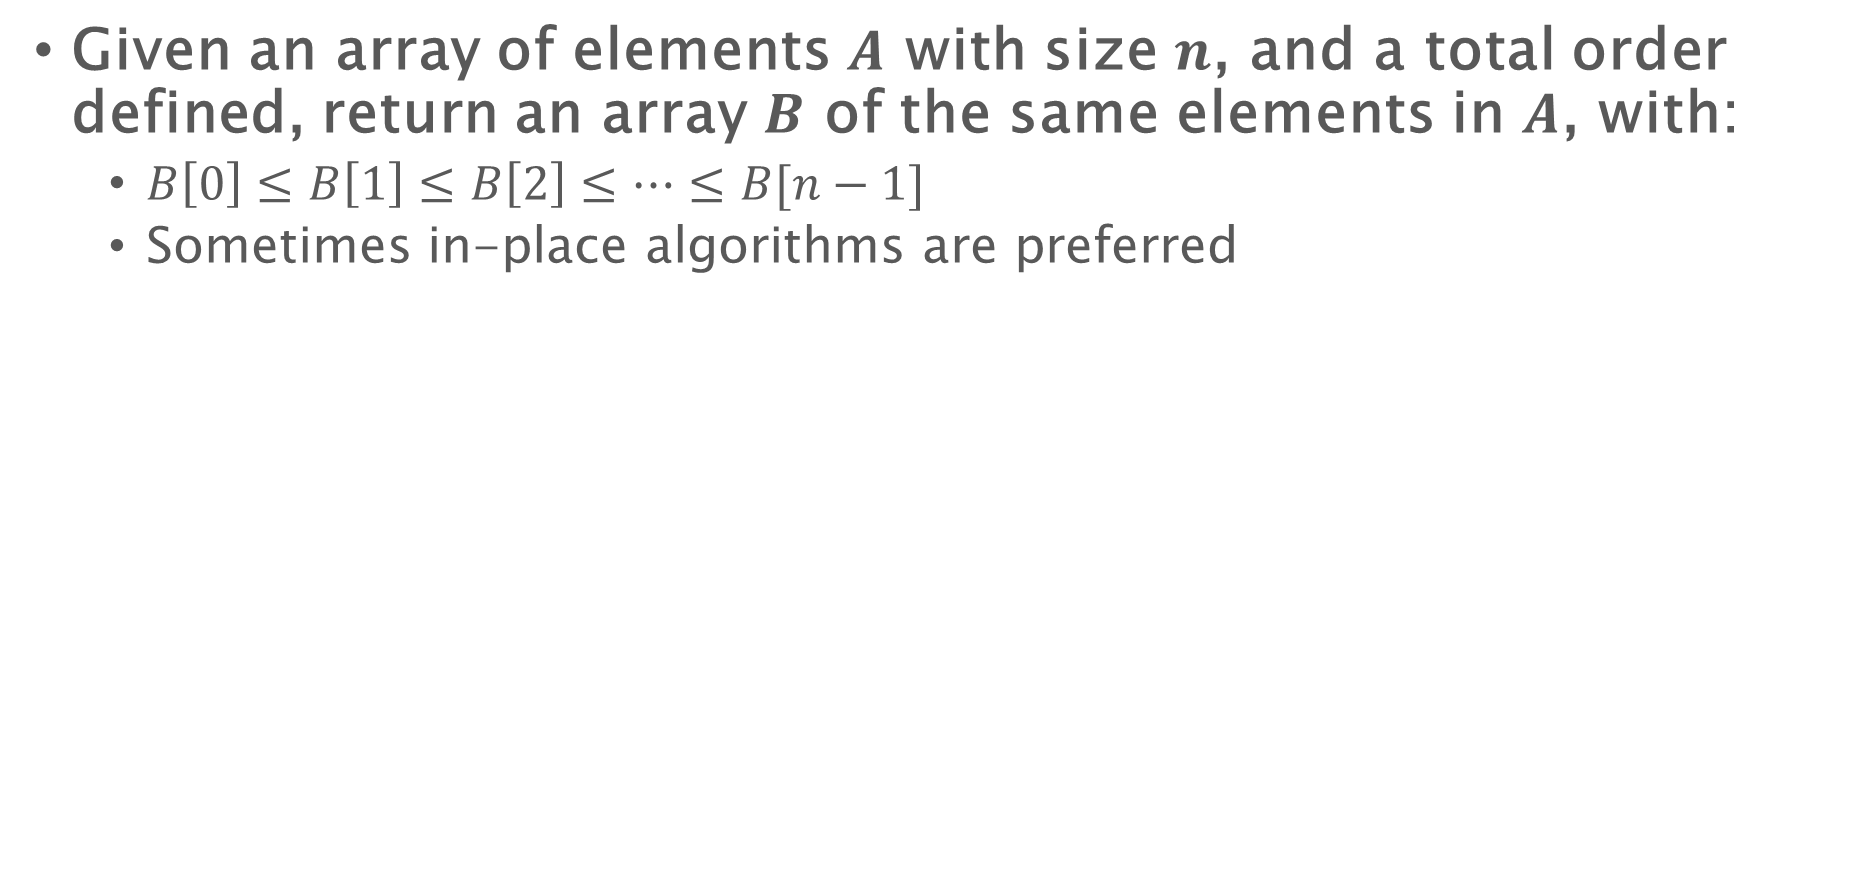 • Given an array of elements A with size n, and a total order
defined, return an array B of the same elements in A, with:
• B[0] ≤ B[1] ≤ B[2] ≤ ⋯ ≤ B[n − 1]
• Sometimes in-place algorithms are preferred